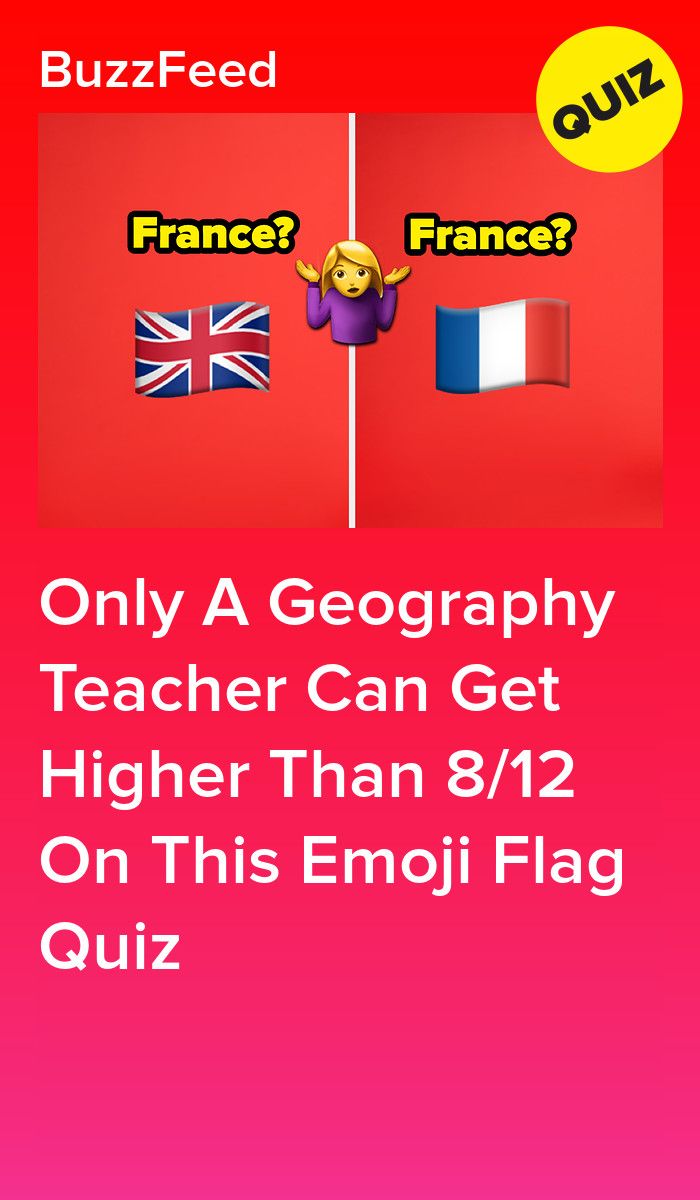 BuzzFeed
QUIZ
France?
France?
Only A Geography
Teacher Can Get
Higher Than 8/12
On This Emoji Flag
Quiz